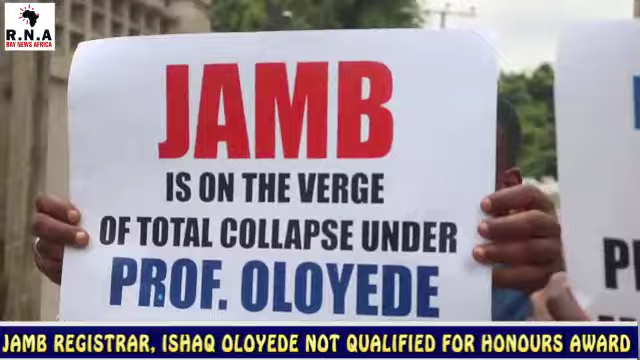 R.N.A
RAY NEWS AFRICA
JAMB
IS ON THE VERGE
OF TOTAL COLLAPSE UNDER
PROF. OLOYEDE
JAMB REGISTRAR, ISHAQ OLOYEDE NOT QUALIFIED FOR HONOURS AWARD